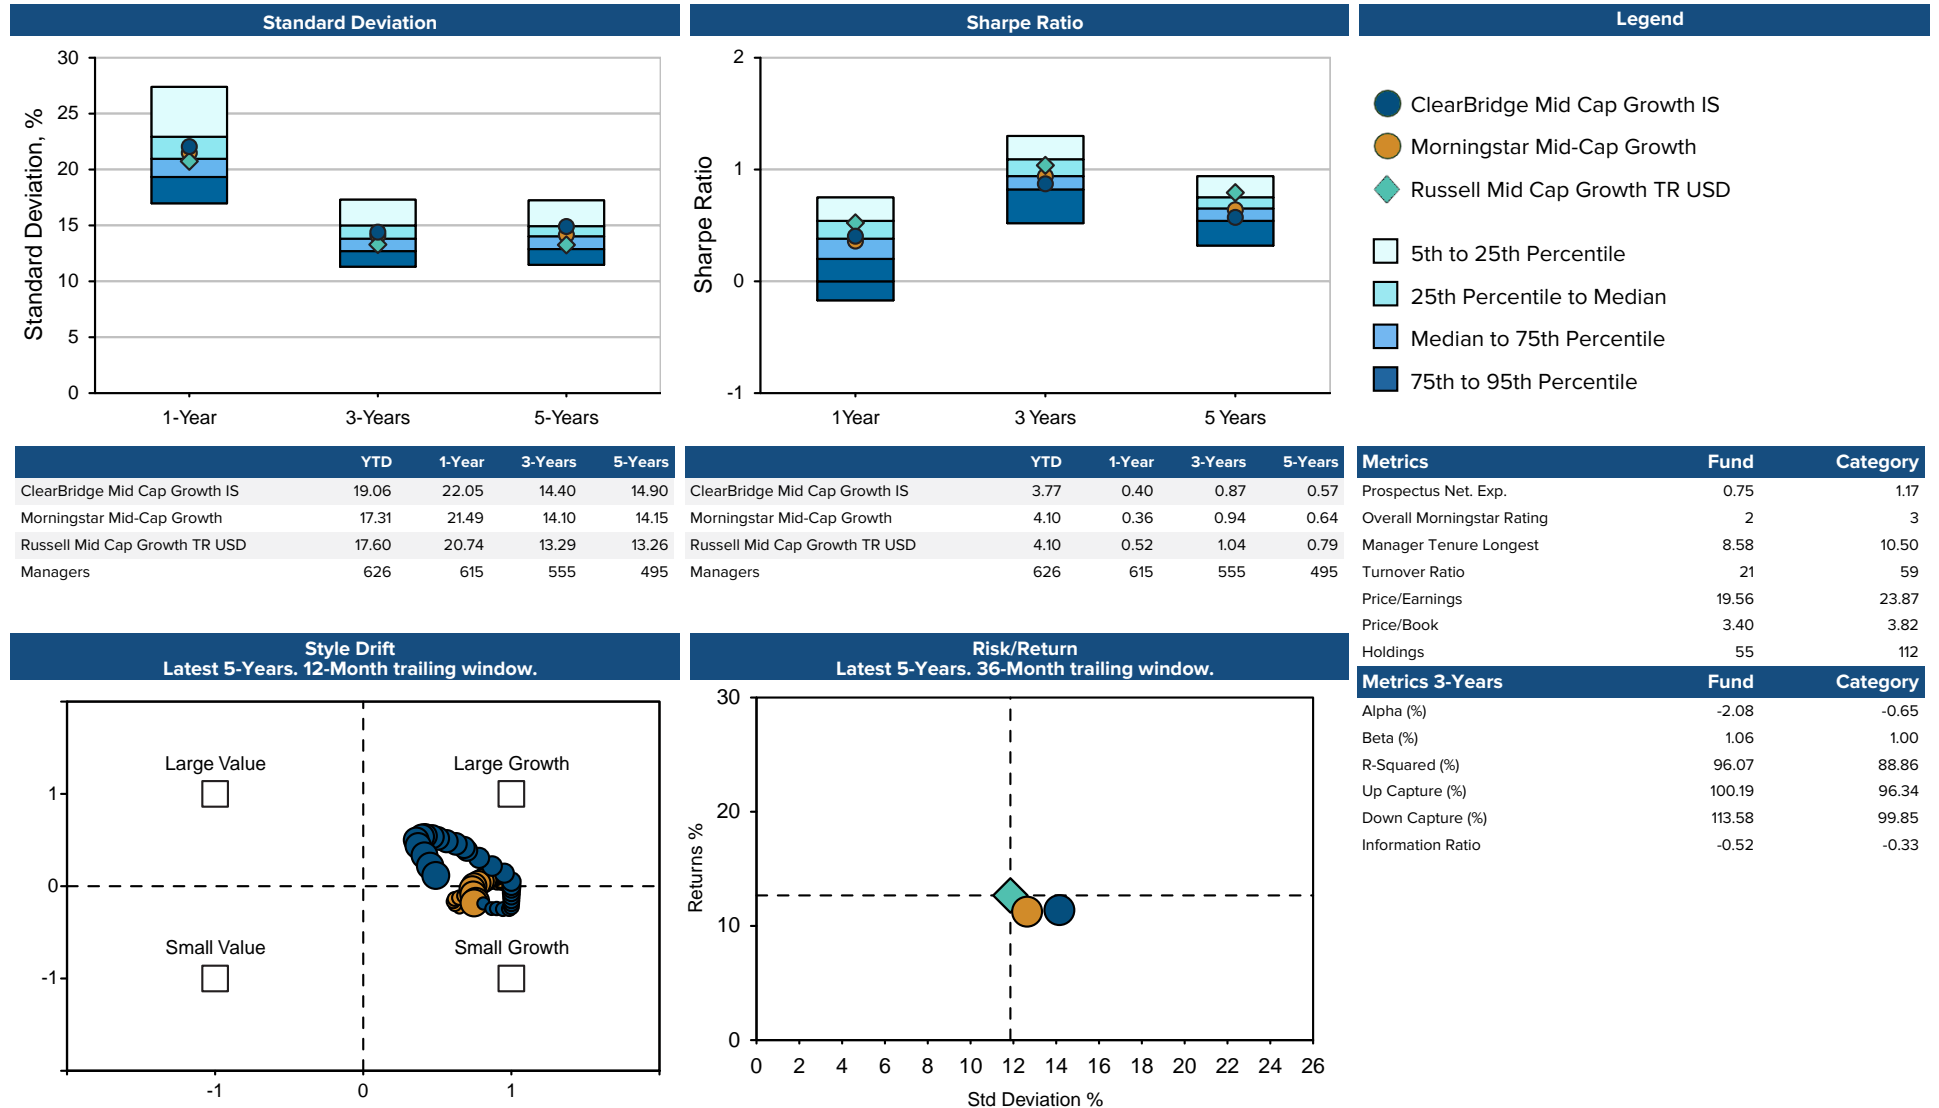 Standard Deviation
Sharpe Ratio
Legend
30
25
20
15
10
5
0
Standard Deviation, %
1-Year
3-Years
5-Years
2
1
0
-1
Sharpe Ratio
1Year
3 Years
5 Years
ClearBridge Mid Cap Growth IS
Morningstar Mid-Cap Growth
Russell Mid Cap Growth TR USD
5th to 25th Percentile
25th Percentile to Median
Median to 75th Percentile
75th to 95th Percentile
YTD 1-Year 3-Years 5-Years
ClearBridge Mid Cap Growth IS 19.06 22.05 14.40 14.90
Morningstar Mid-Cap Growth 17.31 21.49 14.10 14.15
Russell Mid Cap Growth TR USD 17.60 20.74 13.29 13.26
Managers 626 615 555 495
YTD 1-Year 3-Years 5-Years
ClearBridge Mid Cap Growth IS 3.77 0.40 0.87 0.57
Morningstar Mid-Cap Growth 4.10 0.36 0.94 0.64
Russell Mid Cap Growth TR USD 4.10 0.52 1.04 0.79
Managers 626 615 555 495
Metrics Fund Category
Prospectus Net. Exp. 0.75 1.17
Overall Morningstar Rating 2 3
Manager Tenure Longest 8.58 10.50
Turnover Ratio 21 59
Price/Earnings 19.56 23.87
Price/Book 3.40 3.82
Holdings 55 112
Metrics 3-Years Fund Category
Alpha (%) -2.08 -0.65
Beta (%) 1.06 1.00
R-Squared (%) 96.07 88.86
Up Capture (%) 100.19 96.34
Down Capture (%) 113.58 99.85
Information Ratio -0.52 -0.33
Style Drift
Latest 5-Years. 12-Month trailing window.
Large Value
Large Growth
Small Value
Small Growth
1
0
-1
-1 0 1
Risk/Return
Latest 5-Years. 36-Month trailing window.
30
20
10
0
Returns %
0 2 4 6 8 10 12 14 16 18 20 22 24 26
Std Deviation %